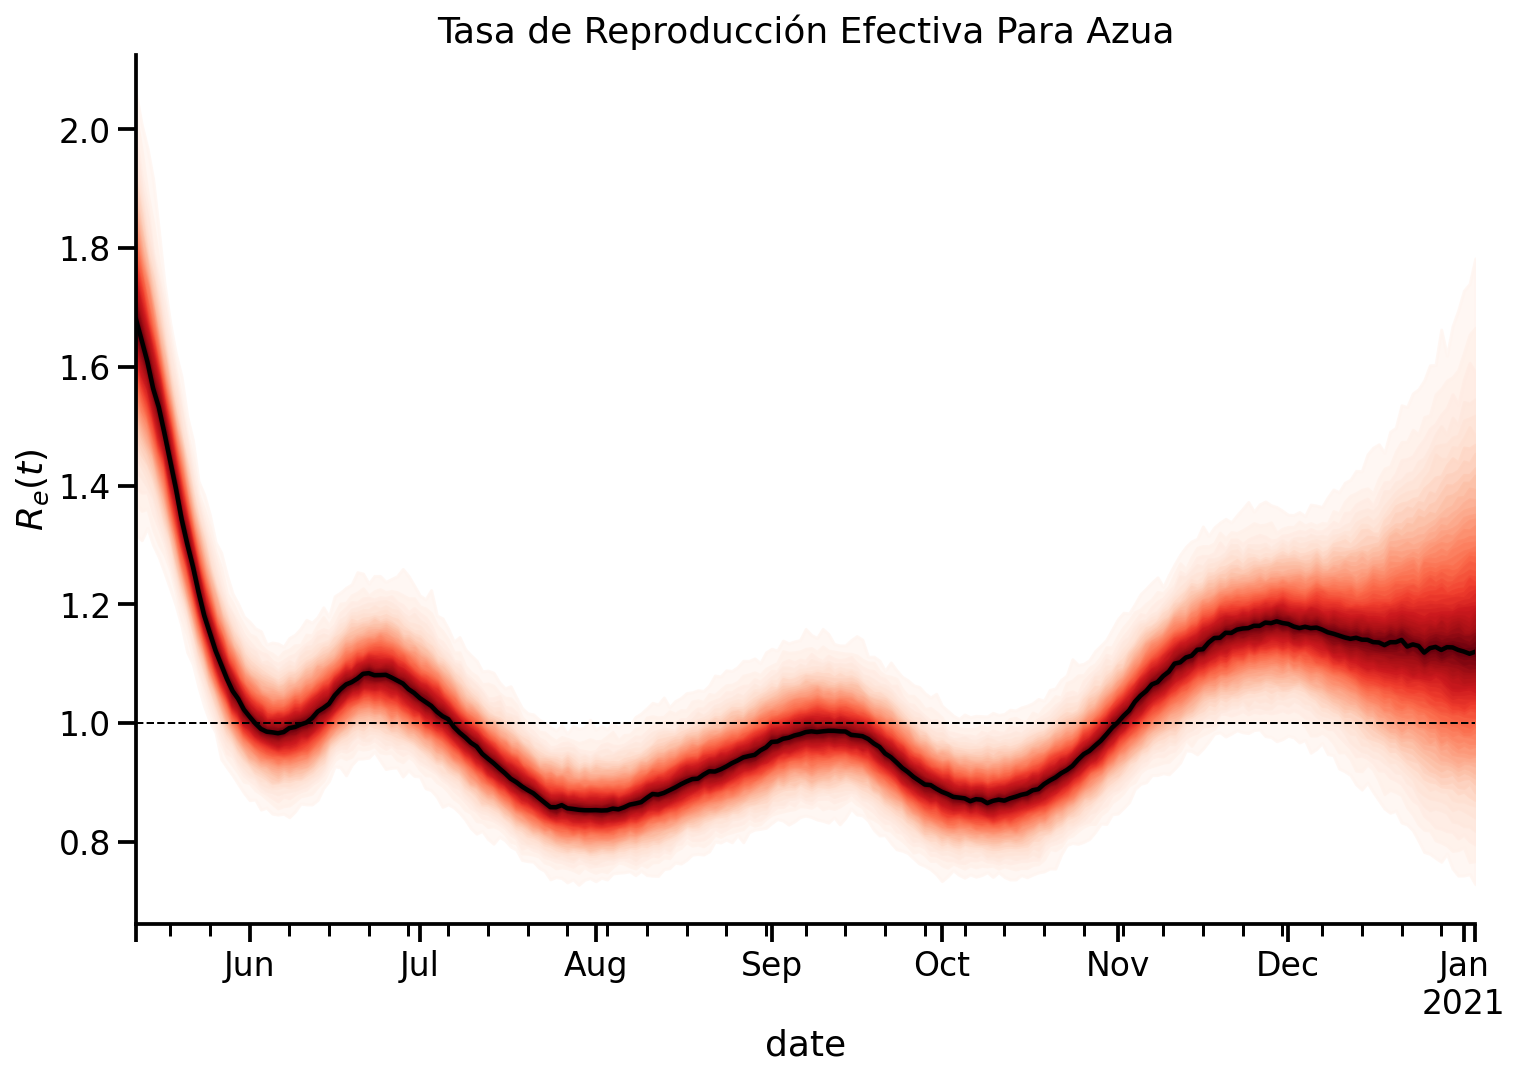 Tasa de Reproducción Efectiva Para Azua
2.0
1.8
1.6
1.4
1.2
1.0
0.8
R_e(t)
Jun Jul Aug Sep Oct Nov Dec Jan
2021
date